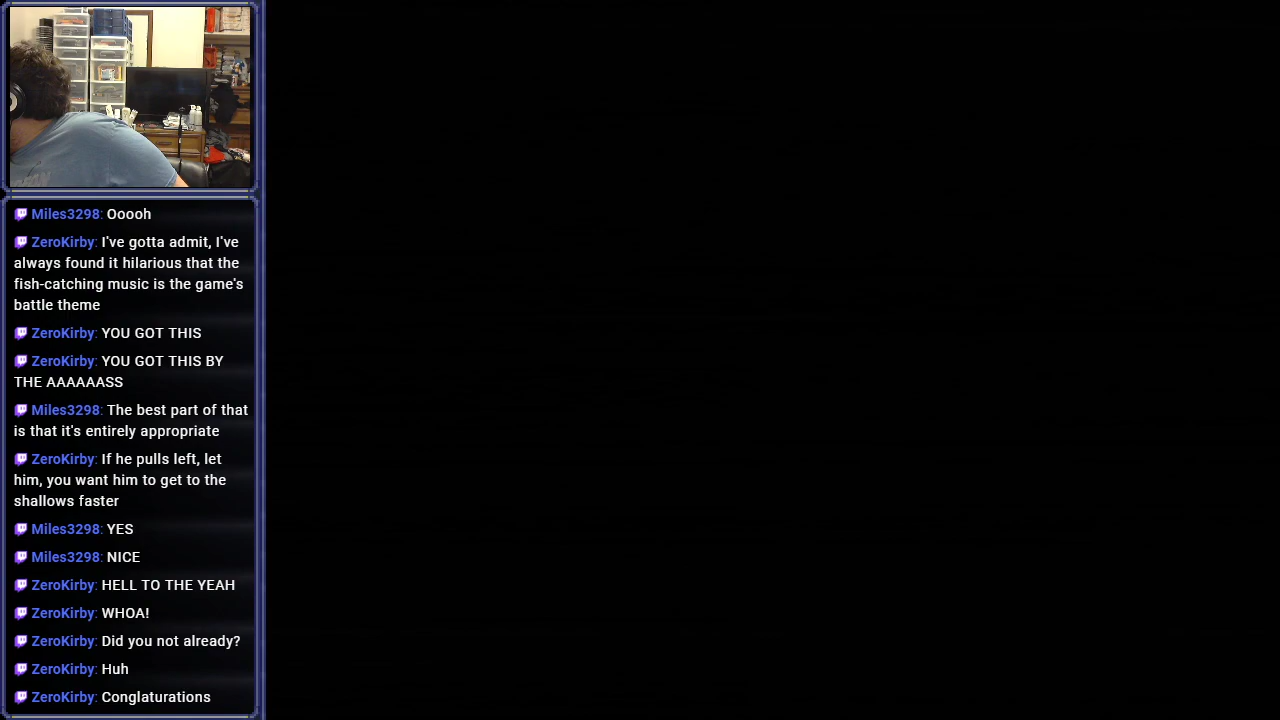 Miles3298: Ooooh
ZeroKirby: I've gotta admit, I've
always found it hilarious that the
fish-catching music is the game's
battle theme
ZeroKirby: YOU GOT THIS
ZeroKirby: YOU GOT THIS BY
THE AAAAAASS
Miles3298: The best part of that
is that it's entirely appropriate
ZeroKirby: If he pulls left, let
him, you want him to get to the
shallows faster
Miles3298: YES
Miles3298: NICE
ZeroKirby: HELL TO THE YEAH
ZeroKirby: WHOA!
ZeroKirby: Did you not already?
ZeroKirby: Huh
ZeroKirby: Conglaturations